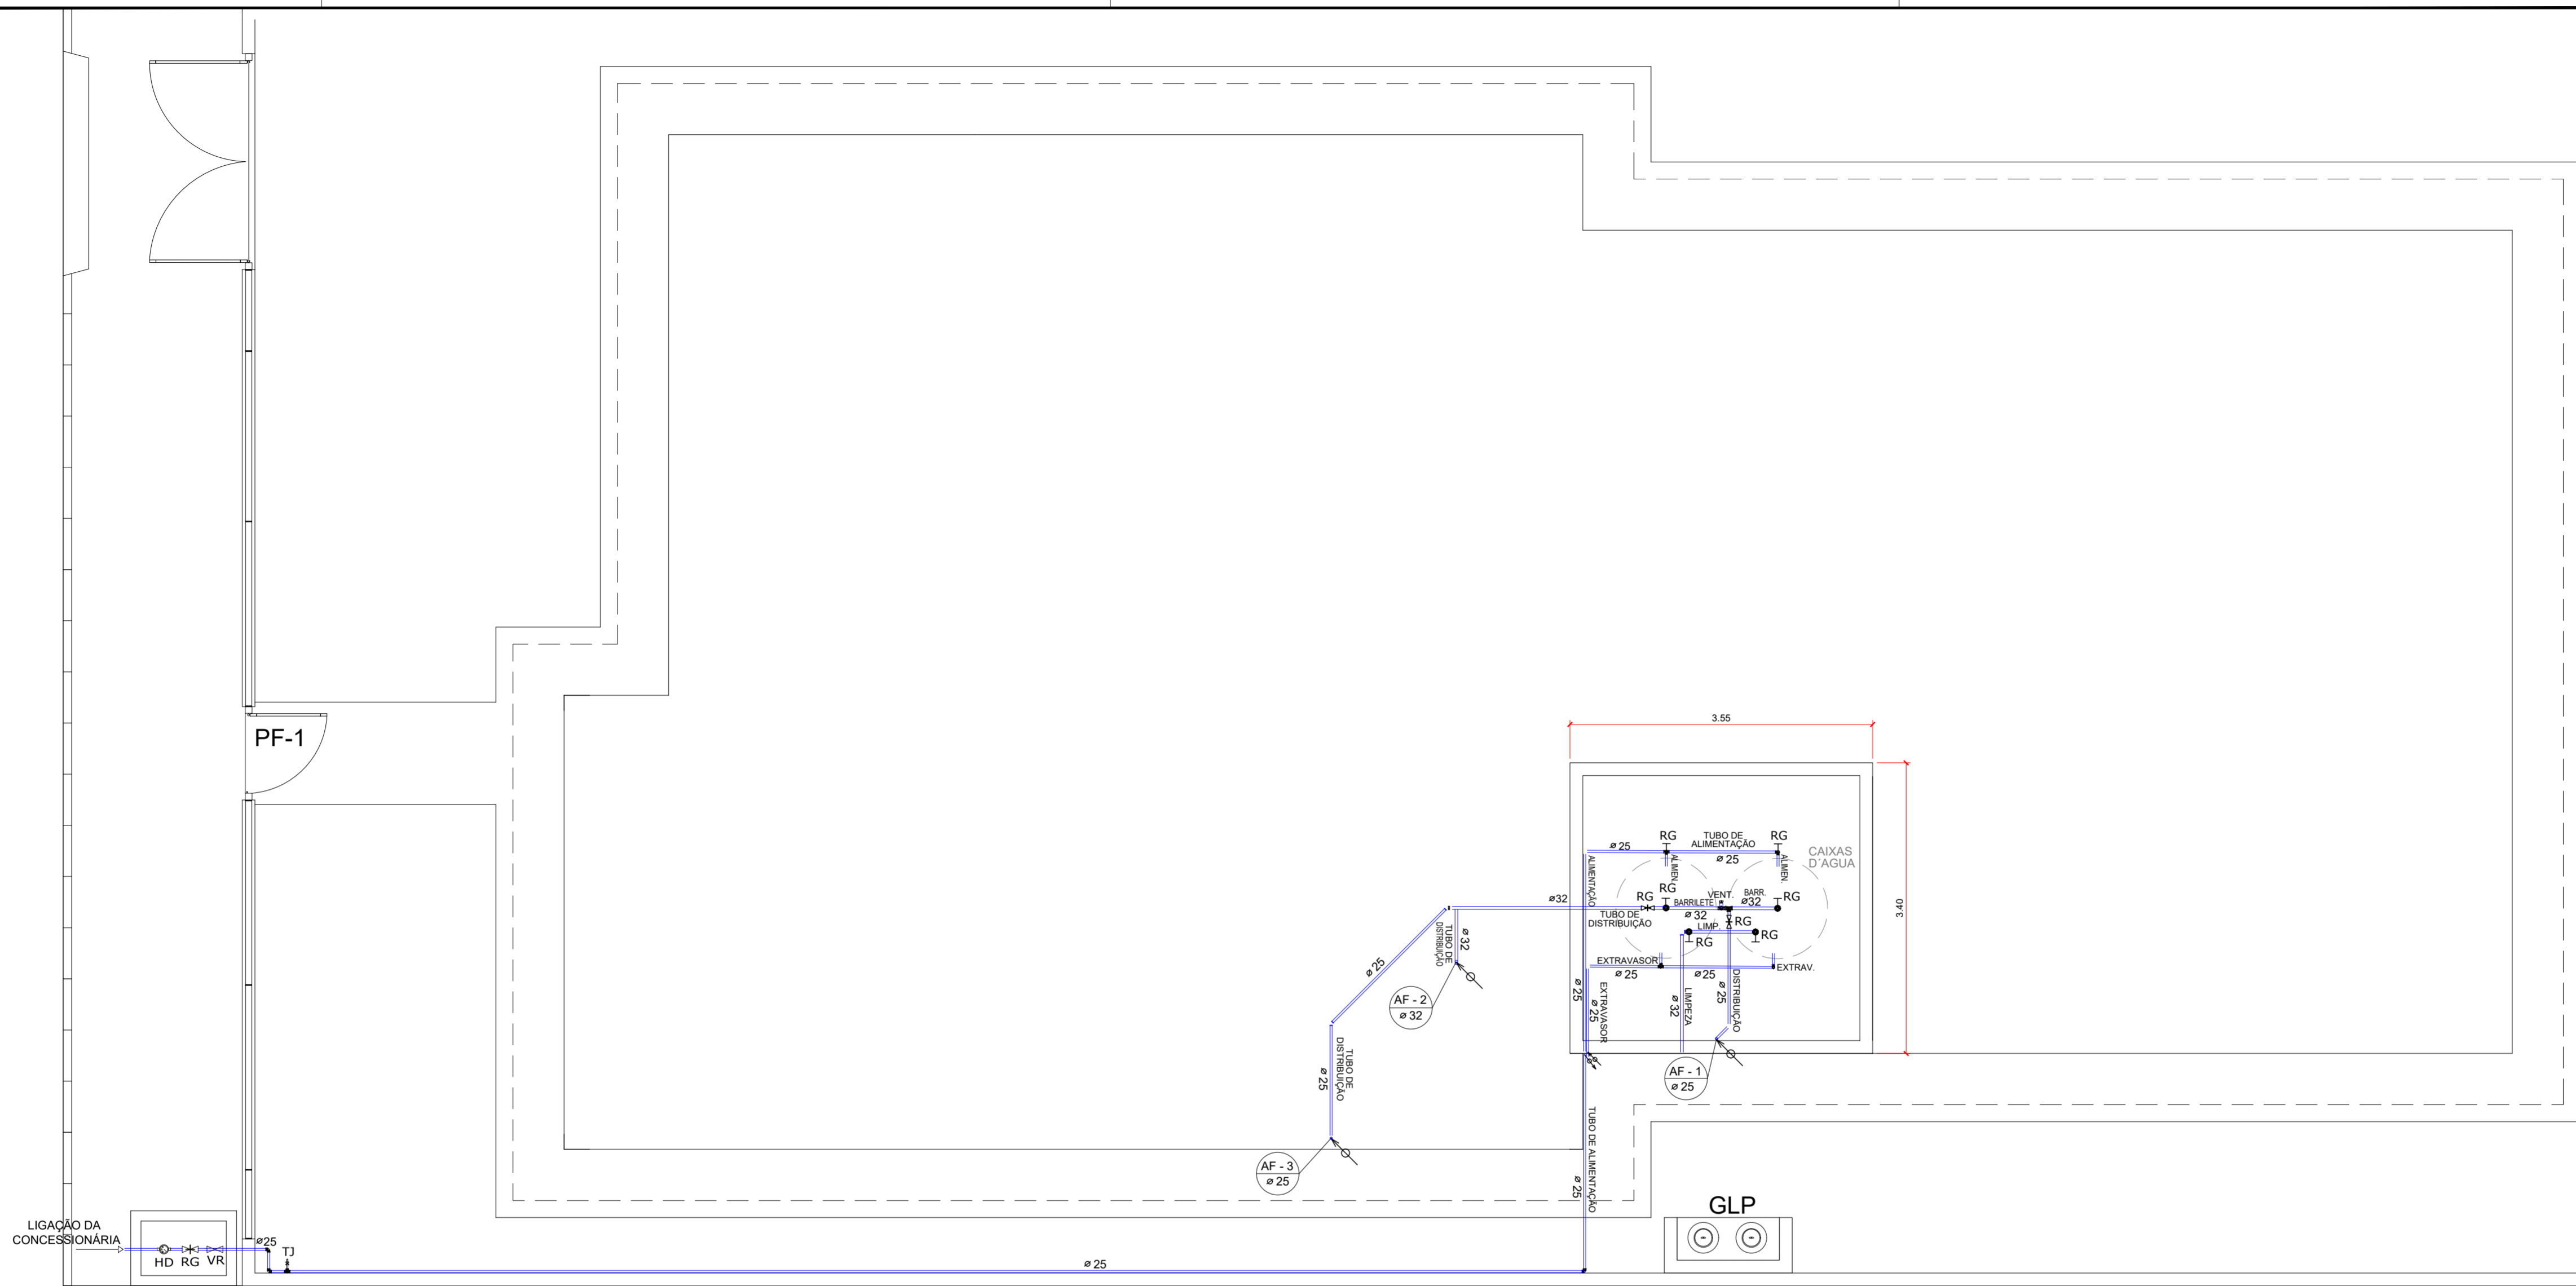 PF-1
3.55
3.40
RG
TUBO DE
ALIMENTAÇÃO
RG
CAIXAS
D´AGUA
ø 25
ø 25
ALIMENTAÇÃO
ALIMEN.
ALIMEN.
RG
RG
VENT.
BARR.
RG
BARRILETE
ø32
ø32
TUBO DE
DISTRIBUIÇÃO
ø 32
RG
LIMP.
RG
RG
EXTRAVASOR
EXTRAV.
ø 25
ø25
ø 25
EXTRAVASOR
ø 25
LIMPEZA
ø 32
DISTRIBUIÇÃO
ø 25
TUBO DE
DISTRIBUIÇÃO
ø 32
ø 25
AF - 2
ø 32
TUBO DE
DISTRIBUIÇÃO
ø 25
AF - 1
ø 25
AF - 3
ø 25
TUBO DE ALIMENTAÇÃO
ø 25
GLP
LIGAÇÃO DA
CONCESSIONÁRIA
HD
RG
VR
ø25
TJ
ø 25